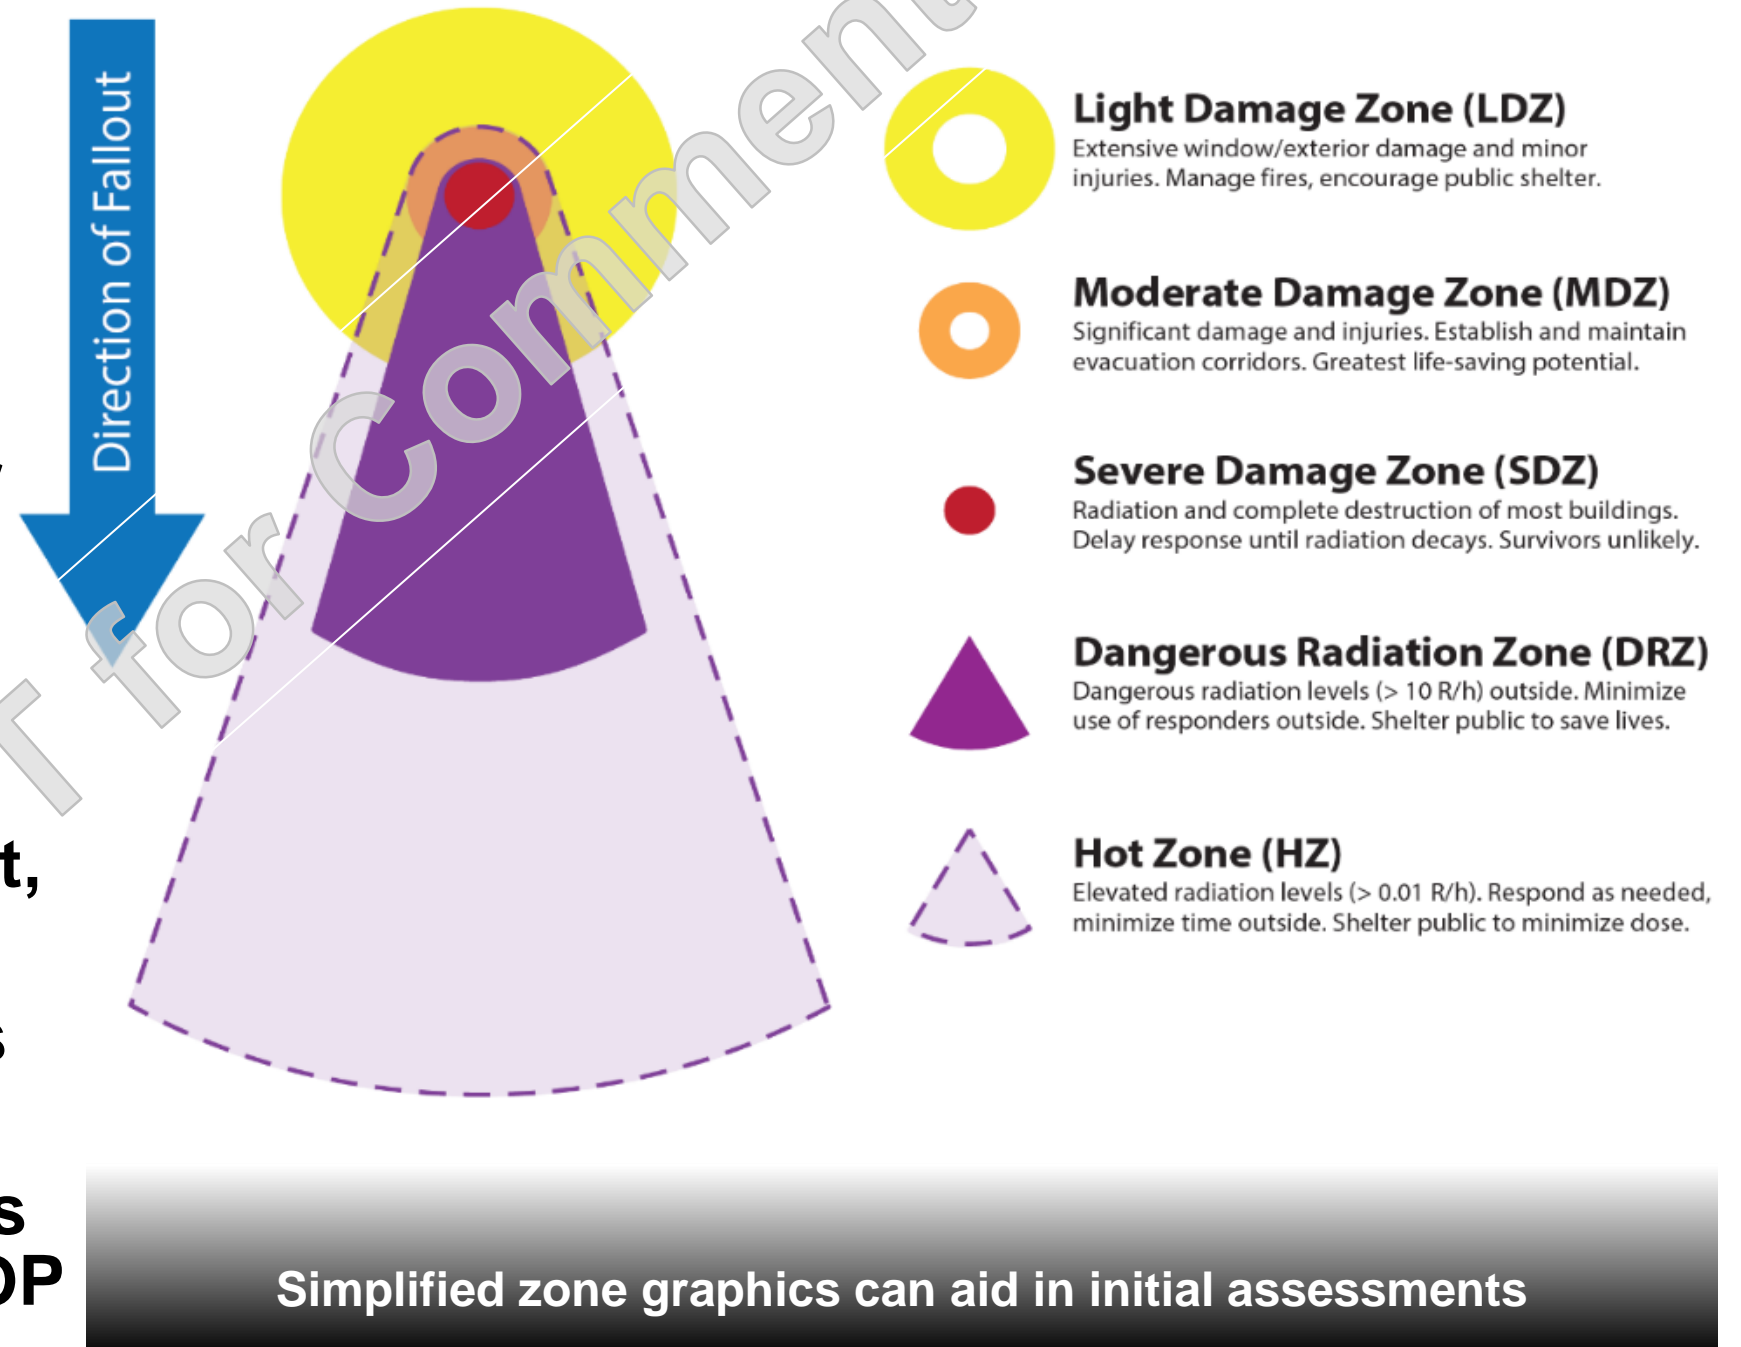 Direction of Fallout
Light Damage Zone (LDZ)
Extensive window/exterior damage and minor
injuries. Manage fires, encourage public shelter.
Moderate Damage Zone (MDZ)
Significant damage and injuries. Establish and maintain
evacuation corridors. Greatest life-saving potential.
Severe Damage Zone (SDZ)
Radiation and complete destruction of most buildings.
Delay response until radiation decays. Survivors unlikely.
Dangerous Radiation Zone (DRZ)
Dangerous radiation levels (> 10 R/h) outside. Minimize
use of responders outside. Shelter public to save lives.
Hot Zone (HZ)
Elevated radiation levels (> 0.01 R/h). Respond as needed,
minimize time outside. Shelter public to minimize dose.
T for Comment
t,
s
s
OP
Simplified zone graphics can aid in initial assessments